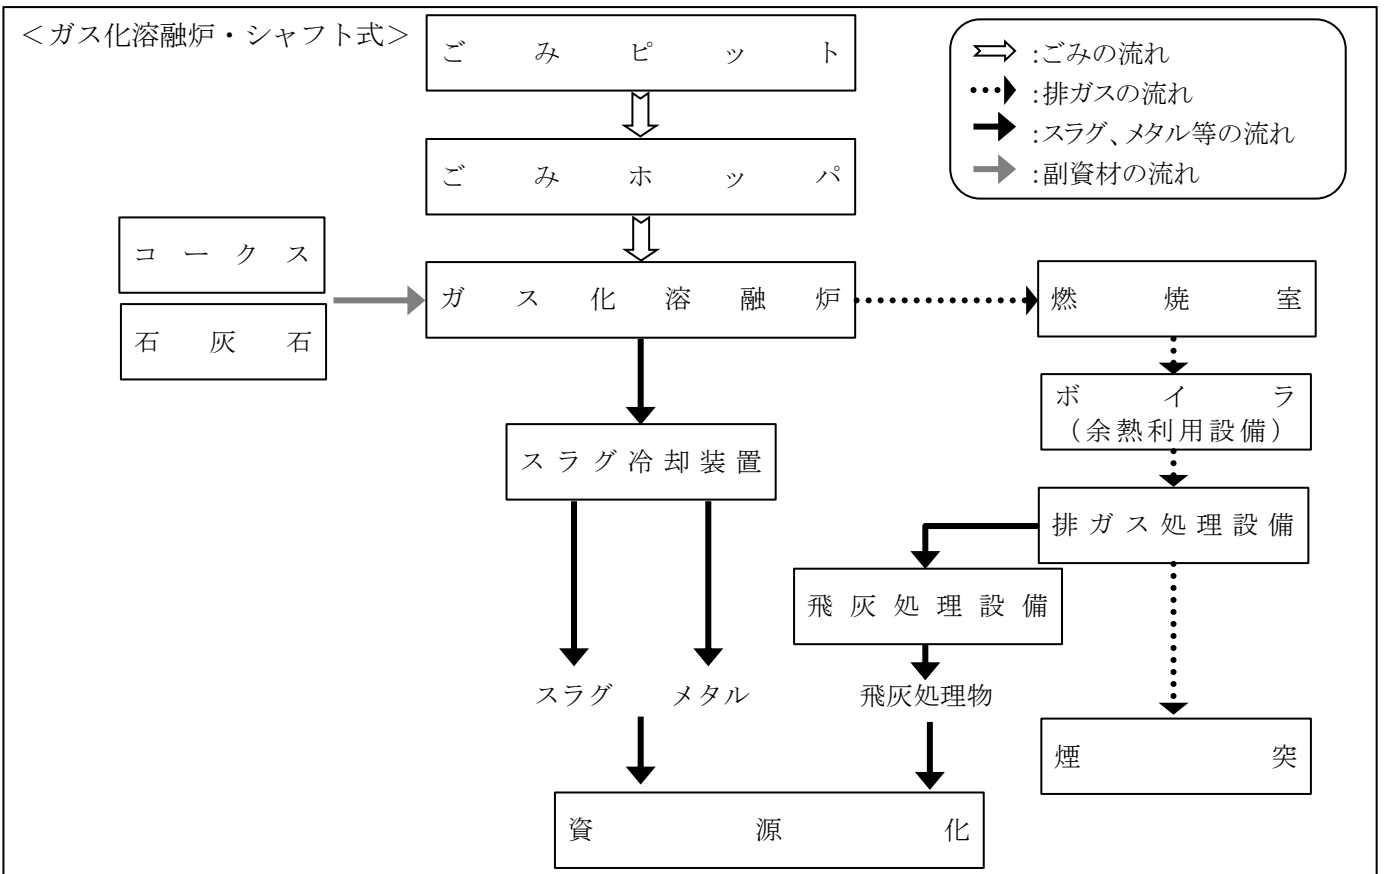 ＜ガス化溶融炉・シャフト式＞
ごみピット
:ごみの流れ
:排ガスの流れ
:スラグ、メタル等の流れ
:副資材の流れ
ごみホッパ
コークス
石灰石
ガス化溶融炉
燃焼室
ボイラ
（余熱利用設備）
スラグ冷却装置
排ガス処理設備
飛灰処理設備
スラグ
メタル
飛灰処理物
煙突
資源化